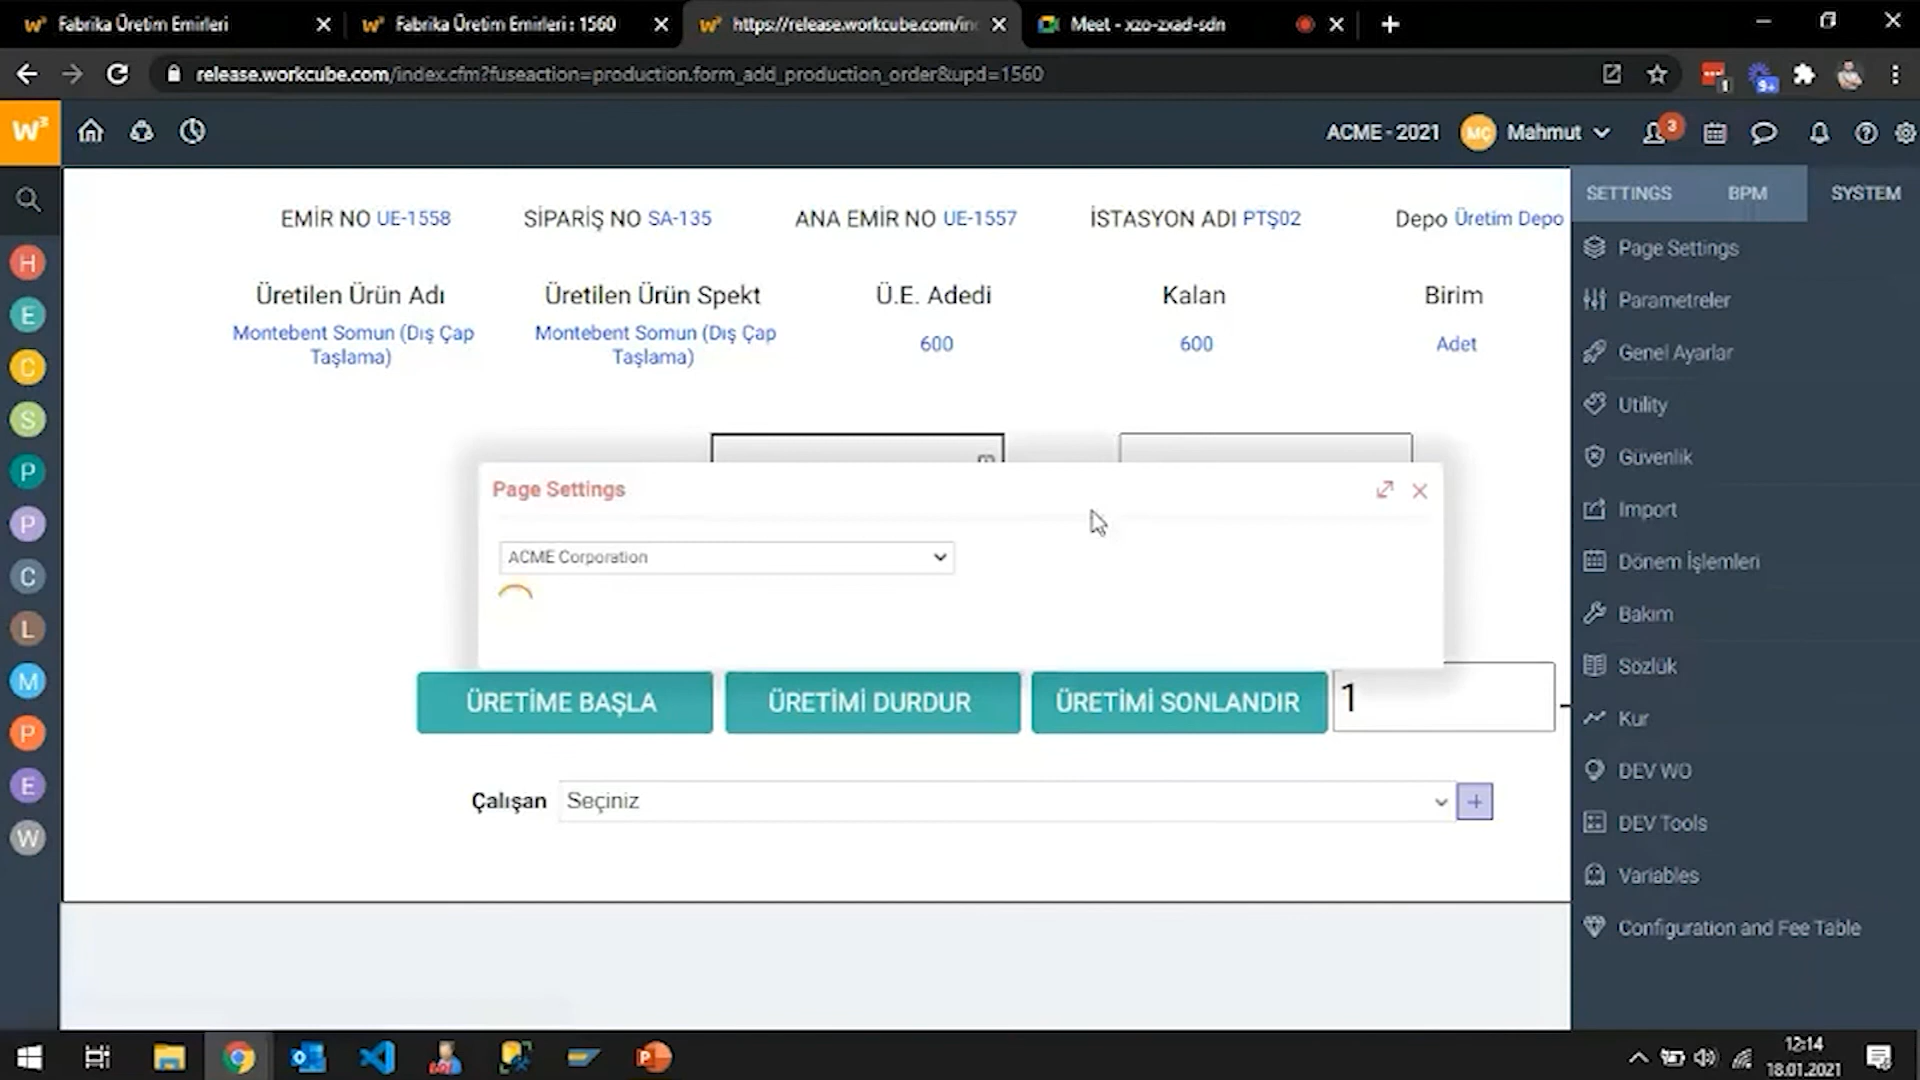 Fabrika Üretim Emirleri
Fabrika Üretim Emirleri : 1560
https://release.workcube.com/in
Meet - xzo-zxad-sdn
release.workcube.com/index.cfm?fuseaction=production.form_add_production_order&upd=1560
1
9+
W³
ACME - 2021
MÇ
Mahmut
3
SETTINGS
BPM
SYSTEM
EMİR NO UE-1558
SİPARİŞ NO SA-135
ANA EMİR NO UE-1557
İSTASYON ADI PTŞ02
Depo Üretim Depo
Üretilen Ürün Adı
Üretilen Ürün Spekt
Ü.E. Adedi
Kalan
Birim
Montebent Somun (Dış Çap
Taşlama)
Montebent Somun (Dış Çap
Taşlama)
600
600
Adet
Page Settings
ACME Corporation
ÜRETİME BAŞLA
ÜRETİMİ DURDUR
ÜRETİMİ SONLANDIR
1
Çalışan
Seçiniz
+
H
E
C
S
P
P
C
L
M
P
E
W
Page Settings
Parametreler
Genel Ayarlar
Utility
Güvenlik
Import
Dönem İşlemleri
Bakım
Sözlük
Kur
DEV WO
DEV Tools
Variables
Configuration and Fee Table
12:14
18.01.2021